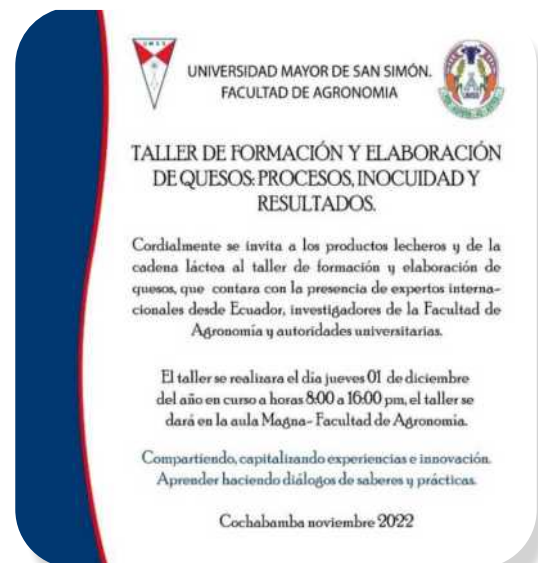 UMSS
UNIVERSIDAD MAYOR DE SAN SIMÓN.
FACULTAD DE AGRONOMIA
TALLER DE FORMACIÓN Y ELABORACIÓN
DE QUESOS: PROCESOS, INOCUIDAD Y
RESULTADOS.
Cordialmente se invita a los productos lecheros y de la
cadena láctea al taller de formación y elaboración de
quesos, que contara con la presencia de expertos interna-
cionales desde Ecuador, investigadores de la Facultad de
Agronomía y autoridades universitarias.
El taller se realizara el día jueves 01 de diciembre
del año en curso a horas 8:00 a 16:00 pm, el taller se
dará en la aula Magna- Facultad de Agronomía.
Compartiendo, capitalizando experiencias e innovación.
Aprender haciendo diálogos de saberes y prácticas.
Cochabamba noviembre 2022